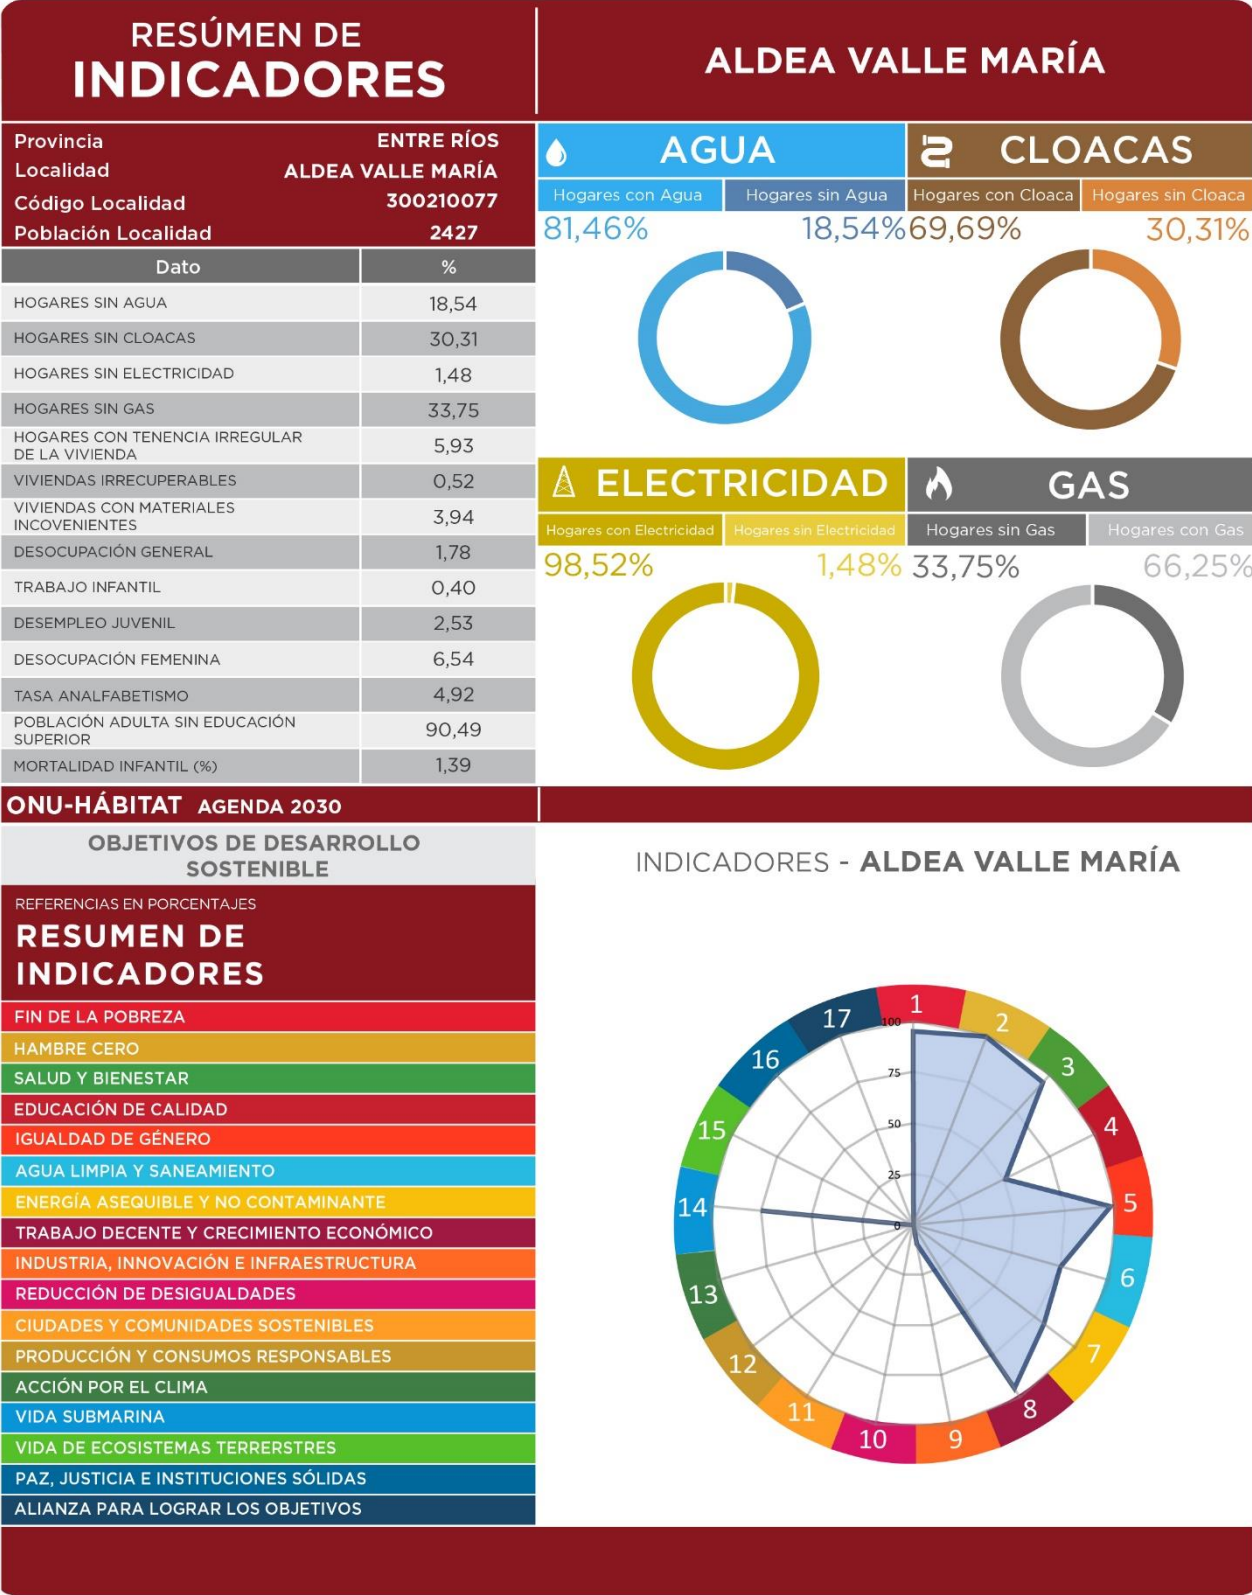 RESÚMEN DE
INDICADORES
ALDEA VALLE MARÍA
Provincia ENTRE RÍOS
Localidad ALDEA VALLE MARÍA
Código Localidad 300210077
Población Localidad 2427
Dato %
HOGARES SIN AGUA 18,54
HOGARES SIN CLOACAS 30,31
HOGARES SIN ELECTRICIDAD 1,48
HOGARES SIN GAS 33,75
HOGARES CON TENENCIA IRREGULAR
DE LA VIVIENDA 5,93
VIVIENDAS IRRECUPERABLES 0,52
VIVIENDAS CON MATERIALES
INCOVENIENTES 3,94
DESOCUPACIÓN GENERAL 1,78
TRABAJO INFANTIL 0,40
DESEMPLEO JUVENIL 2,53
DESOCUPACIÓN FEMENINA 6,54
TASA ANALFABETISMO 4,92
POBLACIÓN ADULTA SIN EDUCACIÓN
SUPERIOR 90,49
MORTALIDAD INFANTIL (%) 1,39
AGUA
Hogares con Agua Hogares sin Agua
81,46% 18,54%
CLOACAS
Hogares con Cloaca Hogares sin Cloaca
69,69% 30,31%
ELECTRICIDAD
Hogares con Electricidad Hogares sin Electricidad
98,52% 1,48%
GAS
Hogares sin Gas Hogares con Gas
33,75% 66,25%
ONU-HÁBITAT AGENDA 2030
OBJETIVOS DE DESARROLLO
SOSTENIBLE
REFERENCIAS EN PORCENTAJES
RESUMEN DE
INDICADORES
FIN DE LA POBREZA
HAMBRE CERO
SALUD Y BIENESTAR
EDUCACIÓN DE CALIDAD
IGUALDAD DE GÉNERO
AGUA LIMPIA Y SANEAMIENTO
ENERGÍA ASEQUIBLE Y NO CONTAMINANTE
TRABAJO DECENTE Y CRECIMIENTO ECONÓMICO
INDUSTRIA, INNOVACIÓN E INFRAESTRUCTURA
REDUCCIÓN DE DESIGUALDADES
CIUDADES Y COMUNIDADES SOSTENIBLES
PRODUCCIÓN Y CONSUMOS RESPONSABLES
ACCIÓN POR EL CLIMA
VIDA SUBMARINA
VIDA DE ECOSISTEMAS TERRERSTRES
PAZ, JUSTICIA E INSTITUCIONES SÓLIDAS
ALIANZA PARA LOGRAR LOS OBJETIVOS
INDICADORES - ALDEA VALLE MARÍA
1
2
3
4
5
6
7
8
9
10
11
12
13
14
15
16
17
100
75
50
25
0